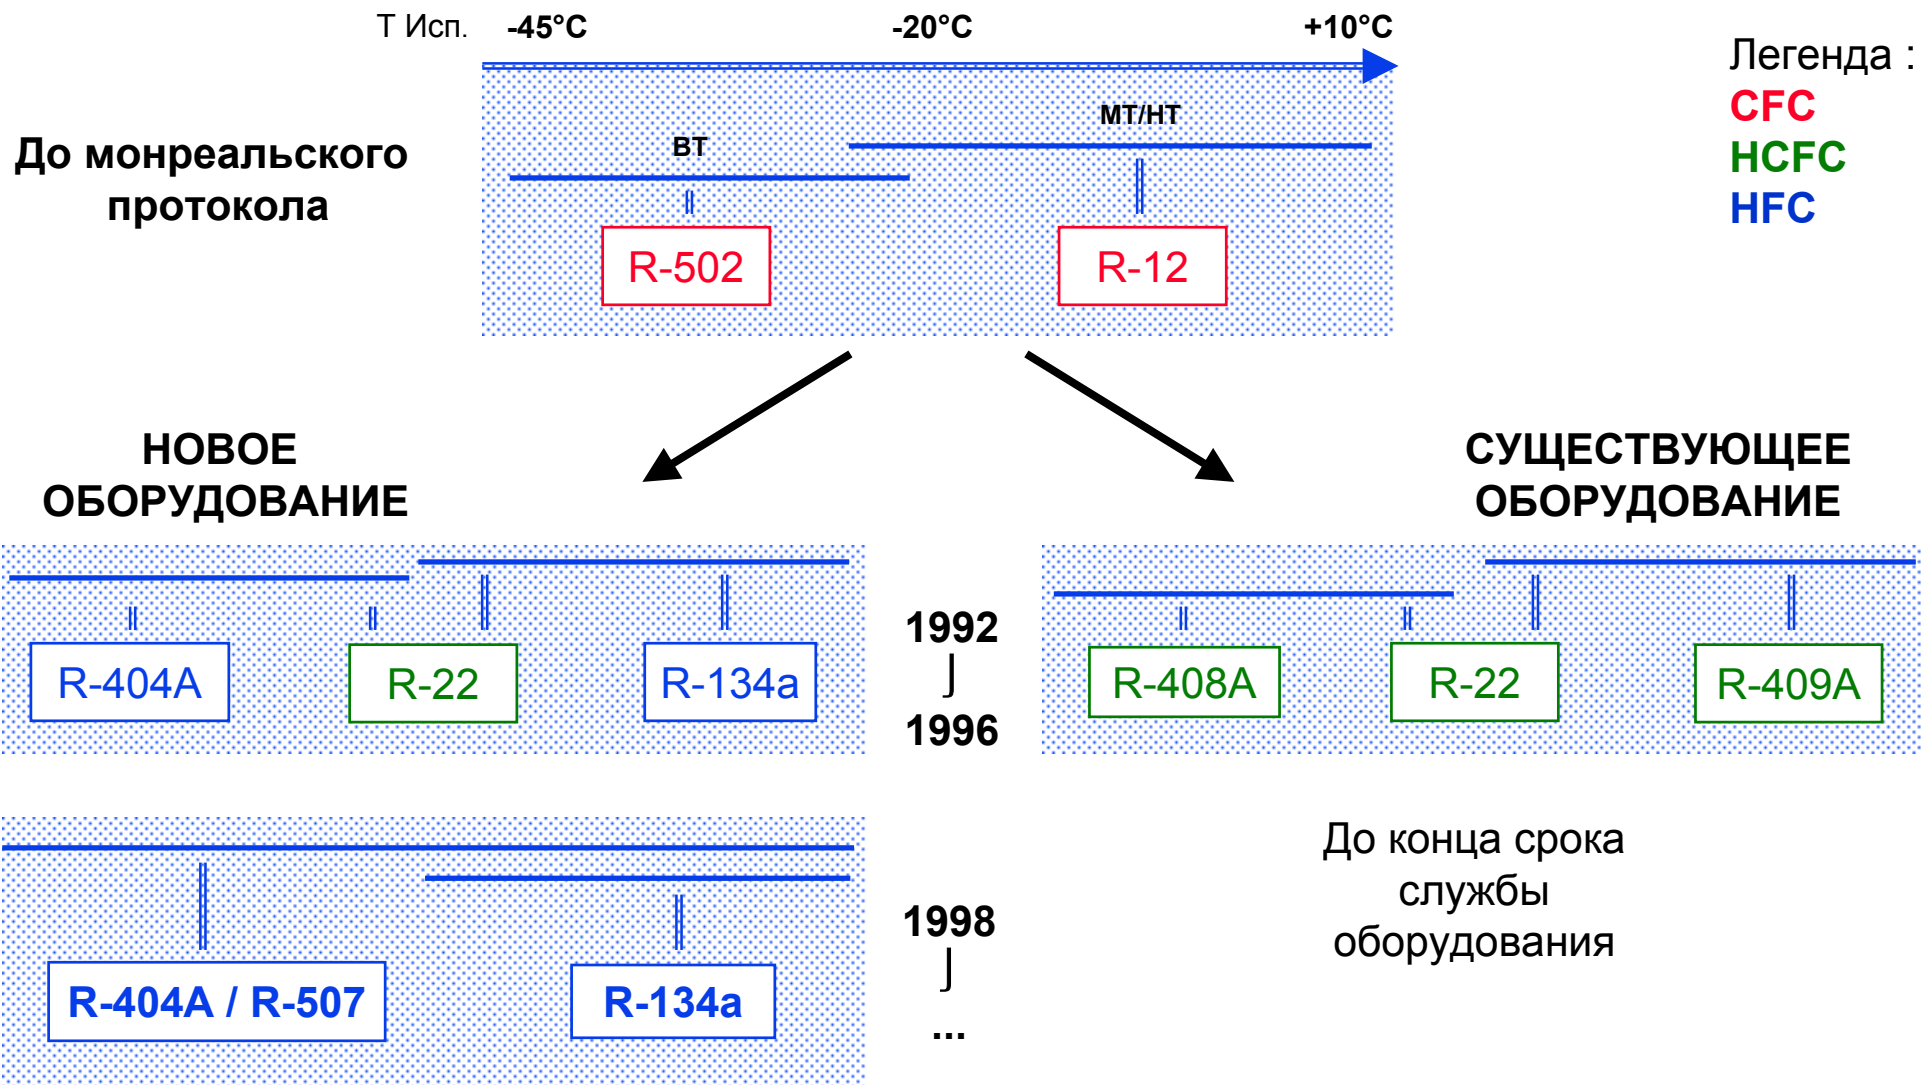 Т Исп. -45°C -20°C +10°C
Легенда :
CFC
HCFC
HFC
До монреальского
протокола
ВТ
МТ/НТ
R-502
R-12
НОВОЕ
ОБОРУДОВАНИЕ
СУЩЕСТВУЮЩЕЕ
ОБОРУДОВАНИЕ
R-404A
R-22
R-134a
1992
1996
R-408A
R-22
R-409A
R-404A / R-507
R-134a
1998
...
До конца срока
службы
оборудования